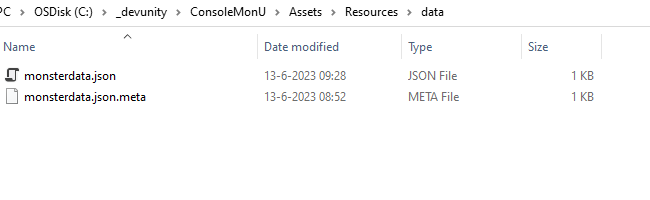 PC > OSDisk (C:) > _devunity > ConsoleMonU > Assets > Resources > data
Name Date modified Type Size
monsterdata.json 13-6-2023 09:28 JSON File 1 KB
monsterdata.json.meta 13-6-2023 08:52 META File 1 KB